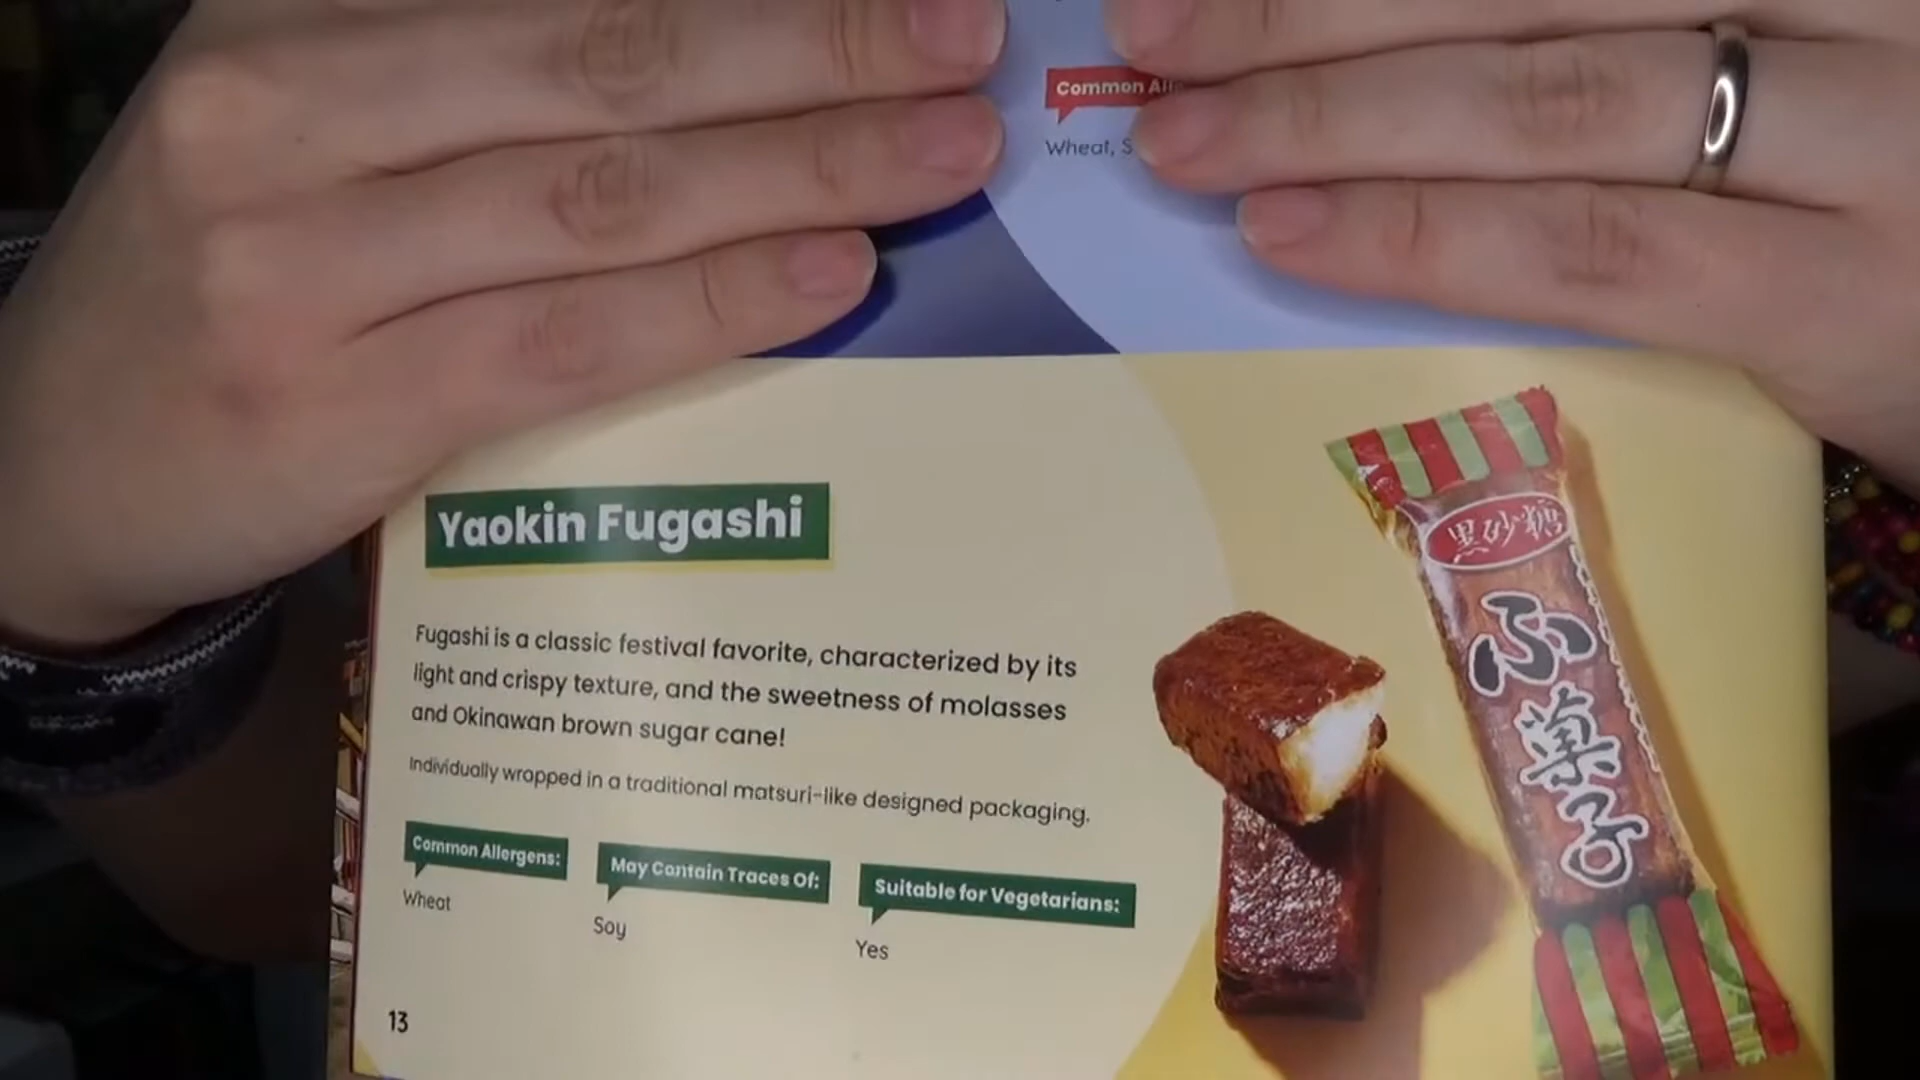 Common
Wheat, S
Yaokin Fugashi
Fugashi is a classic festival favorite, characterized by its
light and crispy texture, and the sweetness of molasses
and Okinawan brown sugar cane!
Individually wrapped in a traditional matsuri-like designed packaging.
Common Allergens:
Wheat
May Contain Traces Of:
Soy
Suitable for Vegetarians:
Yes
13
黒砂糖
ふ菓子